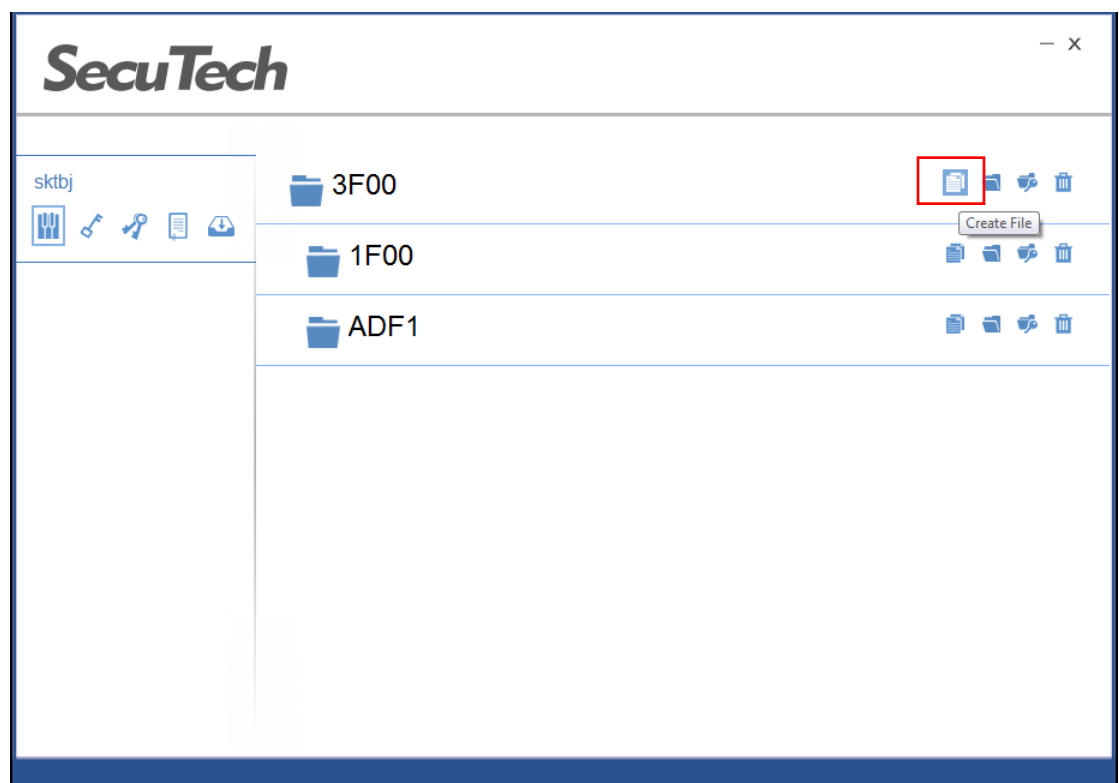 SecuTech
– x
sktbj
3F00
Create File
1F00
ADF1